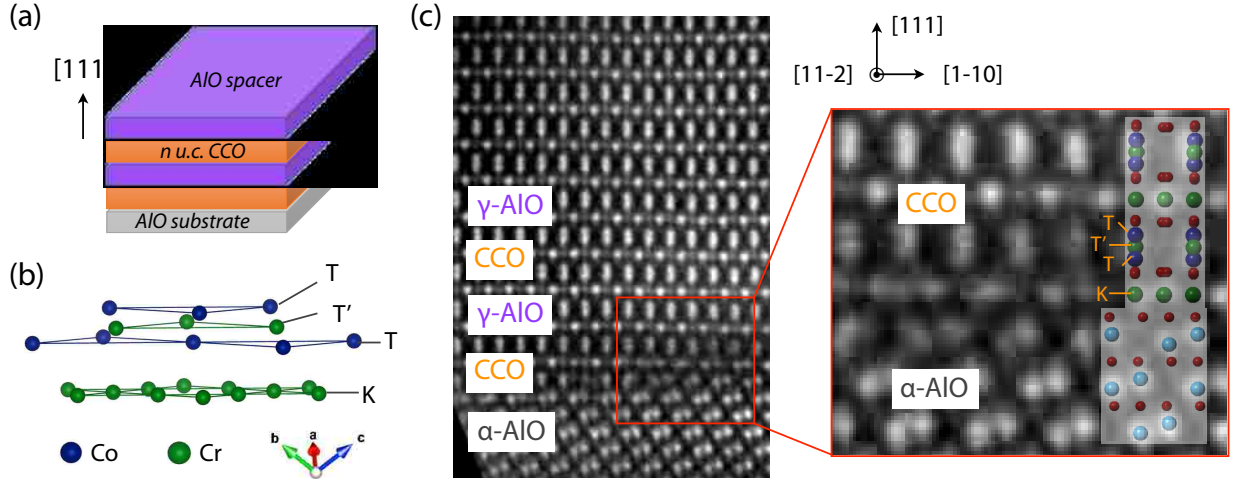 (a)
[111
AlO spacer
n u.c. CCO
AlO substrate
(b)
T
T′
T
K
Co
Cr
b
a
c
(c)
γ-AlO
CCO
γ-AlO
CCO
α-AlO
[111]
[11-2]
[1-10]
CCO
T
T′
T
K
α-AlO